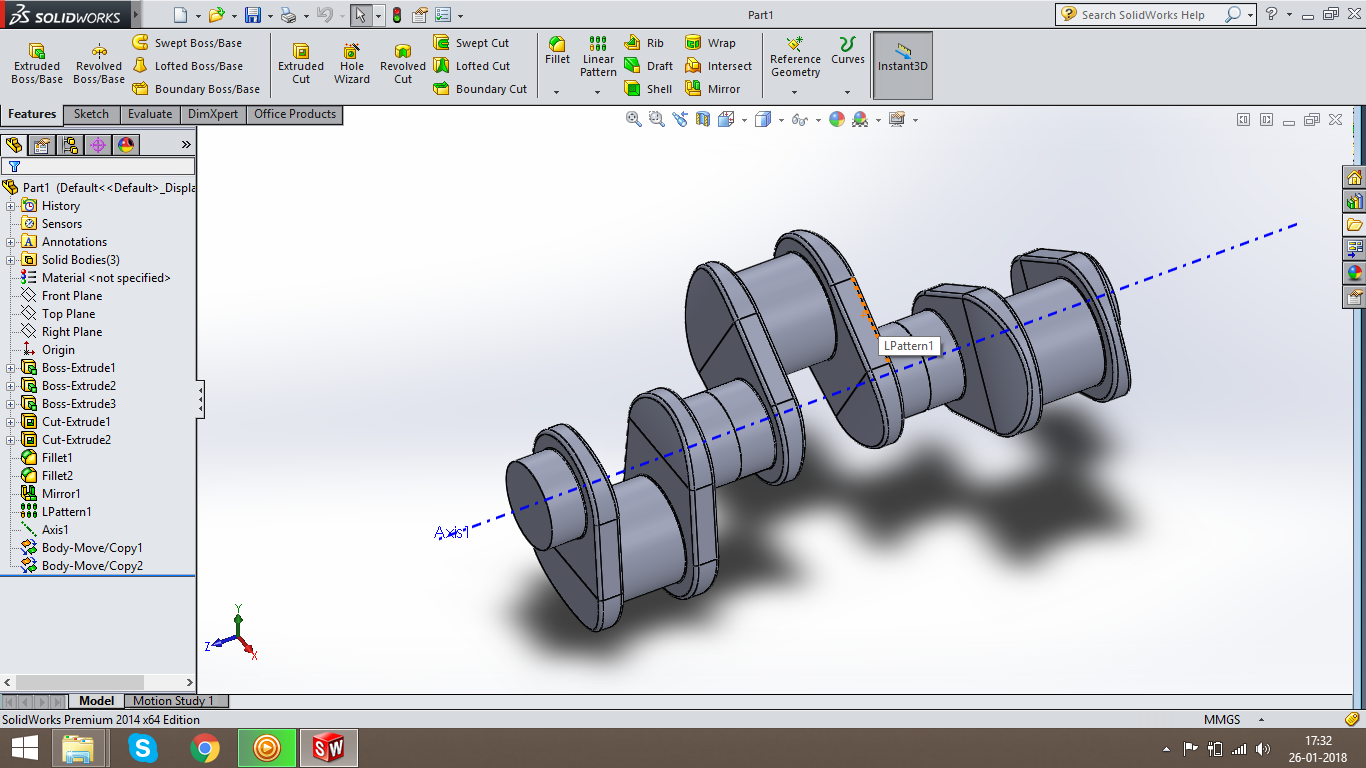 SOLIDWORKS
Part1
Search SolidWorks Help
Extruded Boss/Base
Revolved Boss/Base
Swept Boss/Base
Lofted Boss/Base
Boundary Boss/Base
Extruded Cut
Hole Wizard
Revolved Cut
Swept Cut
Lofted Cut
Boundary Cut
Fillet
Linear Pattern
Rib
Draft
Shell
Wrap
Intersect
Mirror
Reference Geometry
Curves
Instant3D
Features
Sketch
Evaluate
DimXpert
Office Products
Part1 (Default<<Default>_Displa
History
Sensors
Annotations
Solid Bodies(3)
Material <not specified>
Front Plane
Top Plane
Right Plane
Origin
Boss-Extrude1
Boss-Extrude2
Boss-Extrude3
Cut-Extrude1
Cut-Extrude2
Fillet1
Fillet2
Mirror1
LPattern1
Axis1
Body-Move/Copy1
Body-Move/Copy2
LPattern1
Axis1
Y
Z
X
Model
Motion Study 1
SolidWorks Premium 2014 x64 Edition
MMGS
SW
17:32
26-01-2018